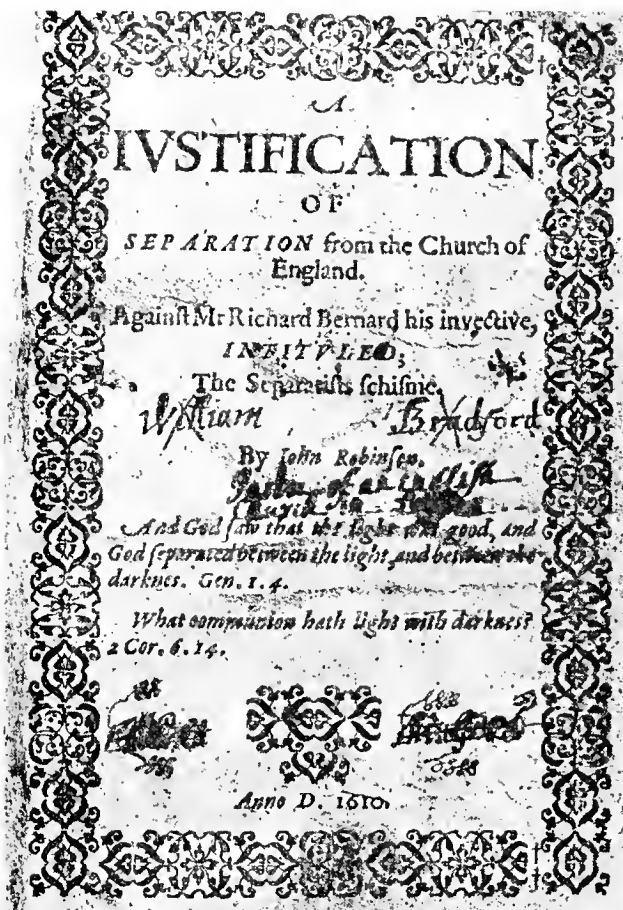 A
IVSTIFICATION
OF
SEPARATION from the Church of
England.
Againſt Mr Richard Bernard his invective,
INTITVLED;
The Separatiſts ſchiſme.
William Bradford
By Iohn Robinſon.
And God ſaw that the light was good, and
God ſeparated between the light, and between the
darknes. Gen. 1. 4.
What communion hath light with darknes?
2 Cor. 6. 14.
Anno D. 1610.